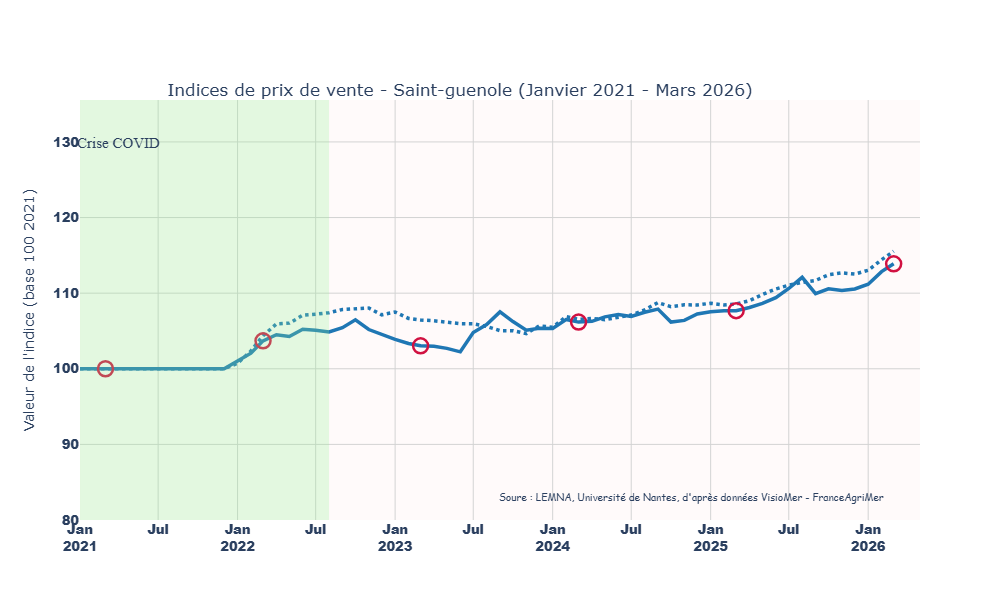 Indices de prix de vente - Saint-guenole (Janvier 2021 - Mars 2026)
Valeur de l'indice (base 100 2021)
130
Crise COVID
120
110
100
90
80
Soure : LEMNA, Université de Nantes, d'après données VisioMer - FranceAgriMer
Jan Jul Jan Jul Jan Jul Jan Jul Jan Jul Jan
2021 2022 2023 2024 2025 2026